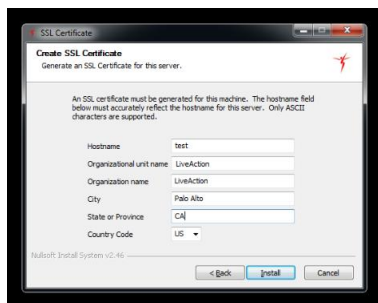 SSL Certificate
Create SSL Certificate
Generate an SSL Certificate for this server.
An SSL certificate must be generated for this machine. The hostname field
below must accurately reflect the hostname for this server. Only ASCII
characters are supported.
Hostname test
Organizational unit name LiveAction
Organization name LiveAction
City Palo Alto
State or Province CA
Country Code US
Nullsoft Install System v2.46
< Back Install Cancel